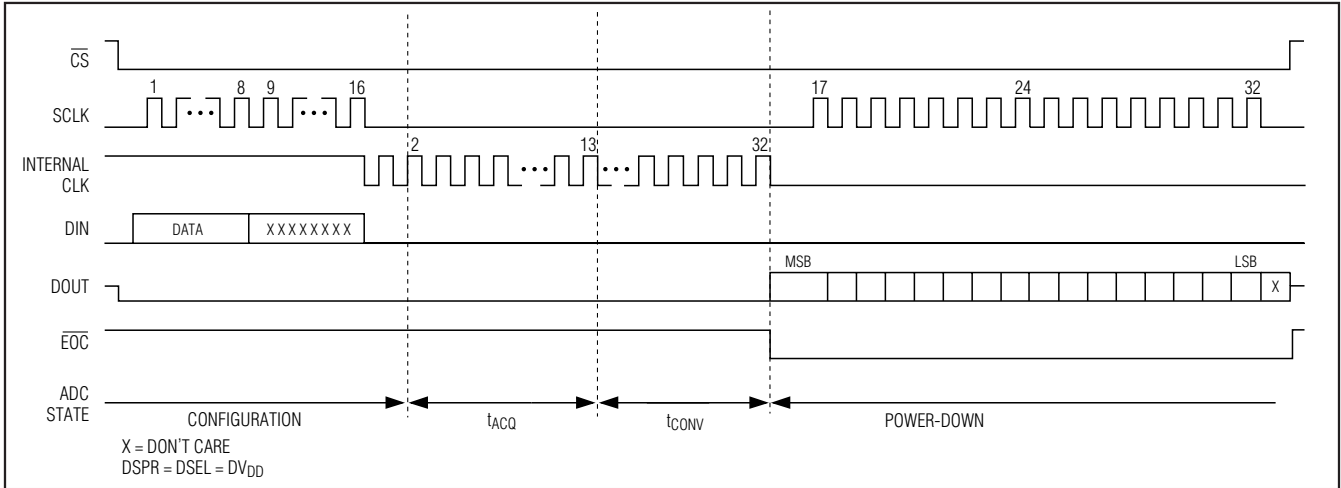 CS
1 8 9 16 17 24 32
SCLK
2 13 32
INTERNAL
CLK
DIN DATA X X X X X X X X
MSB LSB
DOUT X
EOC
ADC
STATE
CONFIGURATION tACQ tCONV POWER-DOWN
X = DON'T CARE
DSPR = DSEL = DVDD